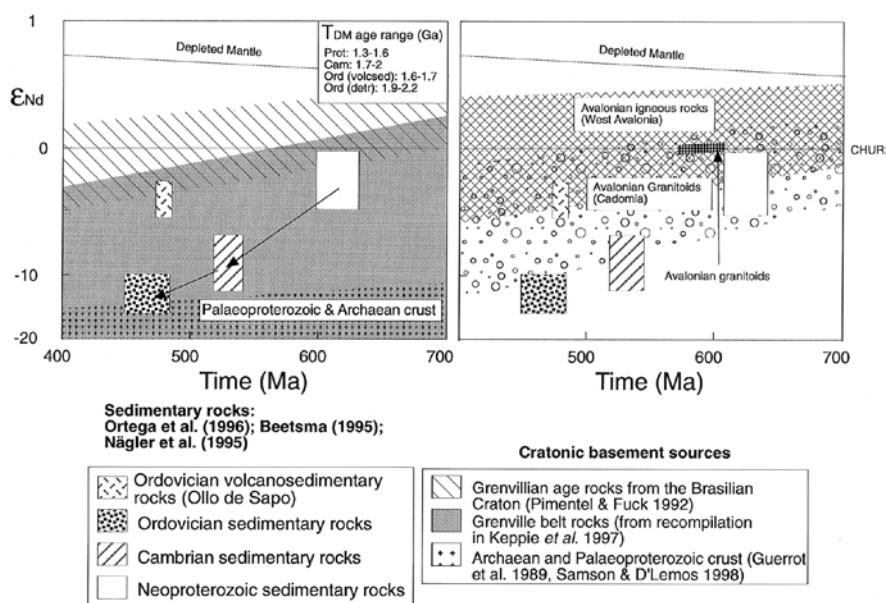 1
0
-10
-20
εNd
Depleted Mantle
TDM age range (Ga)
Prot: 1.3-1.6
Cam: 1.7-2
Ord (volcsed): 1.6-1.7
Ord (detr): 1.9-2.2
Palaeoproterozoic & Archaean crust
400
500
600
700
Time (Ma)
Depleted Mantle
Avalonian igneous rocks
(West Avalonia)
CHUR
Avalonian Granitoids
(Cadomia)
Avalonian granitoids
500
600
700
Time (Ma)
Sedimentary rocks:
Ortega et al. (1996); Beetsma (1995);
Nägler et al. (1995)
Ordovician volcanosedimentary
rocks (Ollo de Sapo)
Ordovician sedimentary rocks
Cambrian sedimentary rocks
Neoproterozoic sedimentary rocks
Cratonic basement sources
Grenvillian age rocks from the Brasilian
Craton (Pimentel & Fuck 1992)
Grenville belt rocks (from recompilation
in Keppie et al. 1997)
Archaean and Palaeoproterozoic crust (Guerrot
et al. 1989, Samson & D'Lemos 1998)